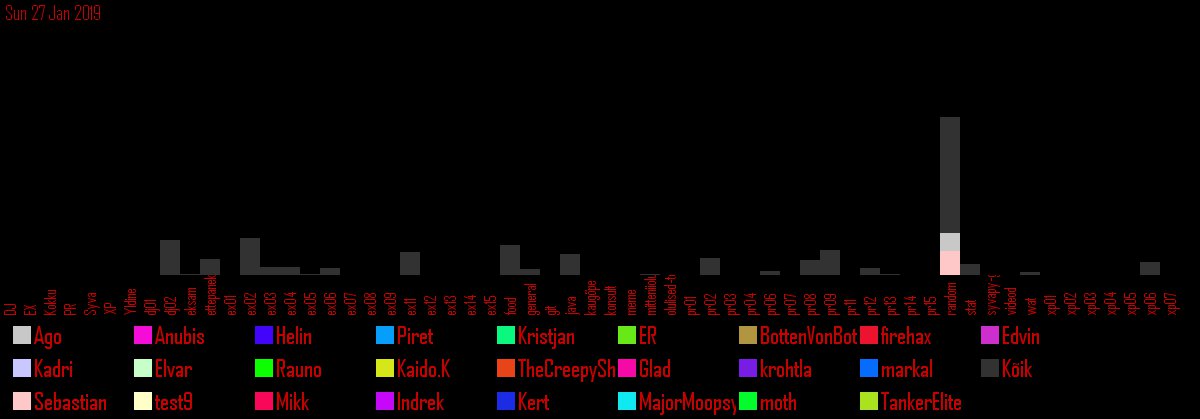 Sun 27 Jan 2019
DJ EX Kokku PR Syva XP Yldine dj01 dj02 eksam ettepanek ex01 ex02 ex03 ex04 ex05 ex06 ex07 ex08 ex09 ex11 ex12 ex13 ex14 ex15 food general git java kaugõpe konsult meme pr01 pr02 pr03 pr04 pr06 pr07 pr08 pr09 pr11 pr12 pr13 pr14 pr15 random stat videod wat xp01 xp02 xp03 xp04 xp05 xp06 xp07
Ago Anubis Helin Piret Kristjan ER BottenVonBot firehax Edvin
Kadri Elvar Rauno Kaido.K TheCreepySh Glad krohtla markal Kõik
Sebastian test9 Mikk Indrek Kert MajorMoopsy moth TankerElite